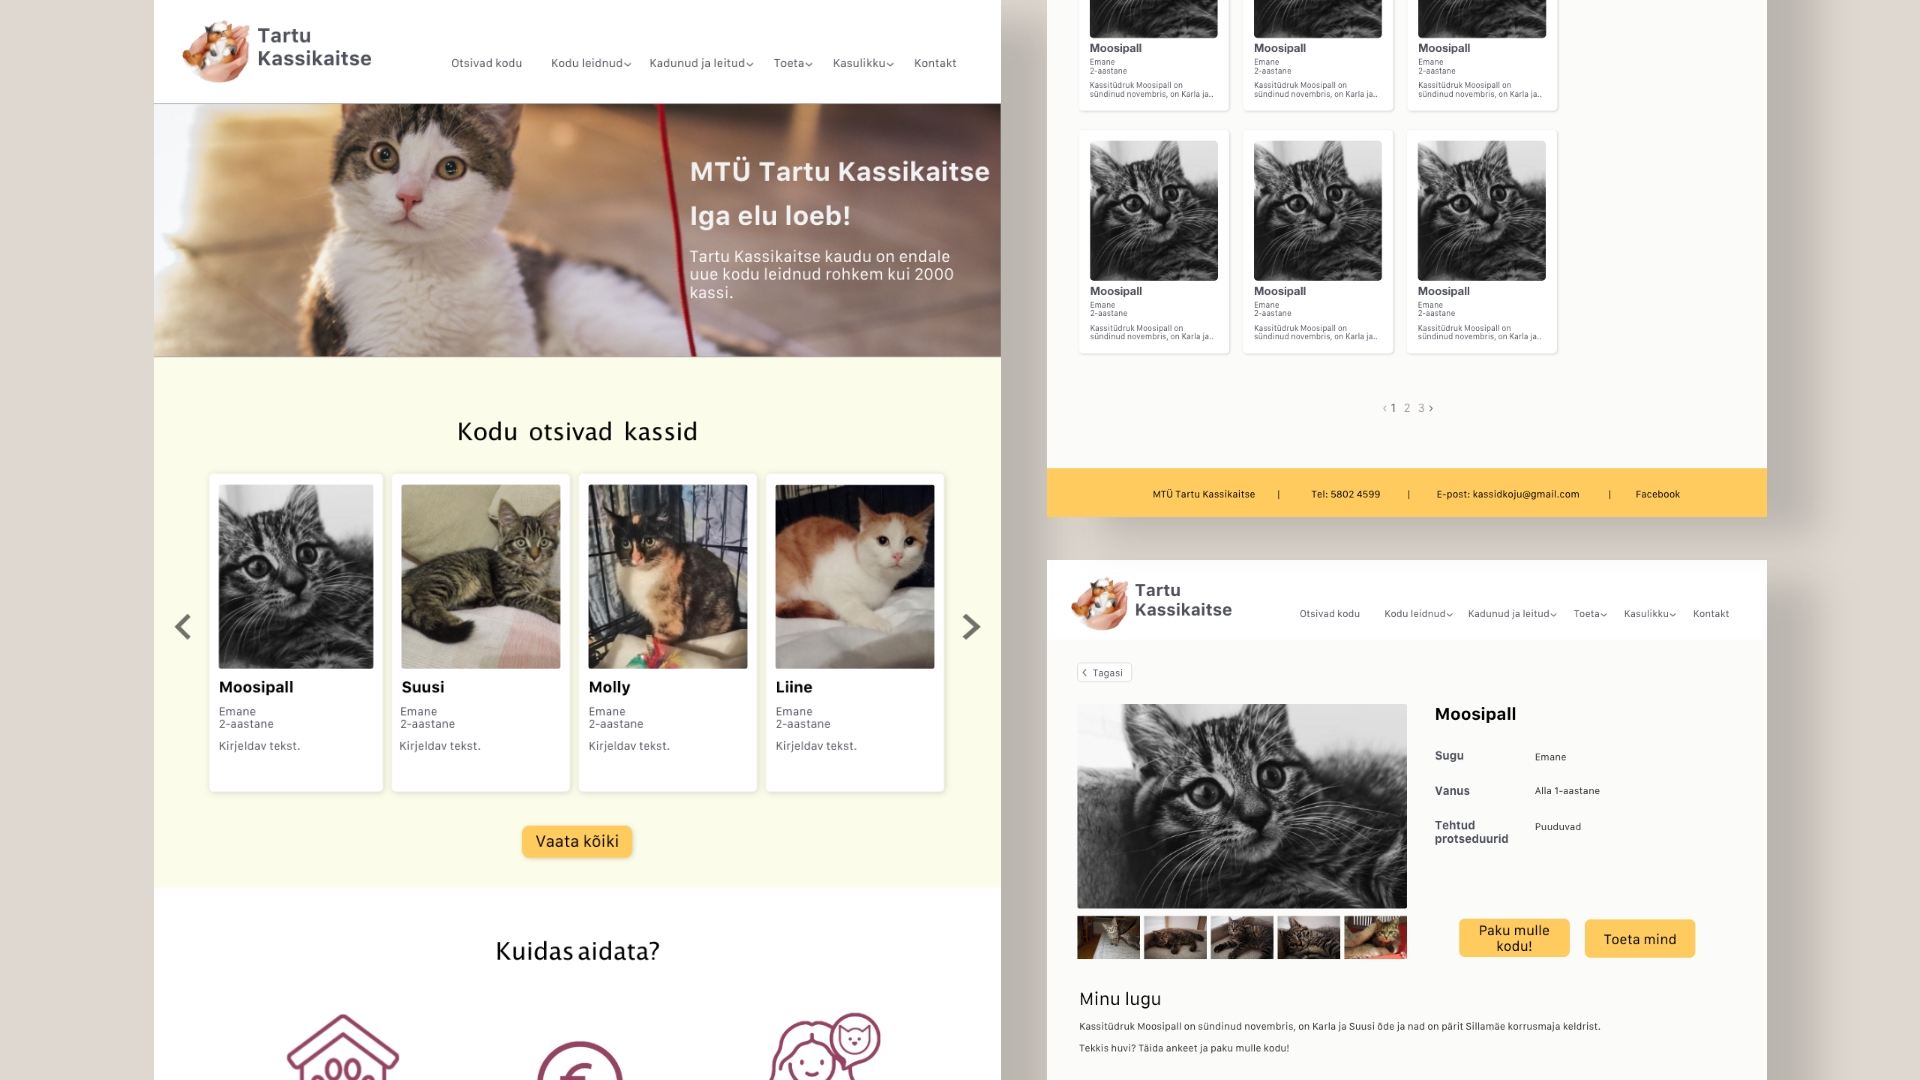 Tartu
Kassikaitse
Otsivad kodu
Kodu leidnud
Kadunud ja leitud
Toeta
Kasulikku
Kontakt
MTÜ Tartu Kassikaitse
Iga elu loeb!
Tartu Kassikaitse kaudu on endale
uue kodu leidnud rohkem kui 2000
kassi.
Kodu otsivad kassid
Moosipall
Emane
2-aastane
Kirjeldav tekst.
Suusi
Emane
2-aastane
Kirjeldav tekst.
Molly
Emane
2-aastane
Kirjeldav tekst.
Liine
Emane
2-aastane
Kirjeldav tekst.
Vaata kõiki
Kuidas aidata?
Moosipall
Emane
2-aastane
Kassitüdruk Moosipall on
sündinud novembris, on Karla ja..
Moosipall
Emane
2-aastane
Kassitüdruk Moosipall on
sündinud novembris, on Karla ja..
Moosipall
Emane
2-aastane
Kassitüdruk Moosipall on
sündinud novembris, on Karla ja..
Moosipall
Emane
2-aastane
Kassitüdruk Moosipall on
sündinud novembris, on Karla ja..
Moosipall
Emane
2-aastane
Kassitüdruk Moosipall on
sündinud novembris, on Karla ja..
Moosipall
Emane
2-aastane
Kassitüdruk Moosipall on
sündinud novembris, on Karla ja..
‹ 1 2 3 ›
MTÜ Tartu Kassikaitse | Tel: 5802 4599 | E-post: kassidkoju@gmail.com | Facebook
Tartu
Kassikaitse
Otsivad kodu
Kodu leidnud
Kadunud ja leitud
Toeta
Kasulikku
Kontakt
Tagasi
Moosipall
Sugu Emane
Vanus Alla 1-aastane
Tehtud
protseduurid
Puuduvad
Paku mulle
kodu!
Toeta mind
Minu lugu
Kassitüdruk Moosipall on sündinud novembris, on Karla ja Suusi õde ja nad on pärit Sillamäe korrusmaja keldrist.
Tekkis huvi? Täida ankeet ja paku mulle kodu!